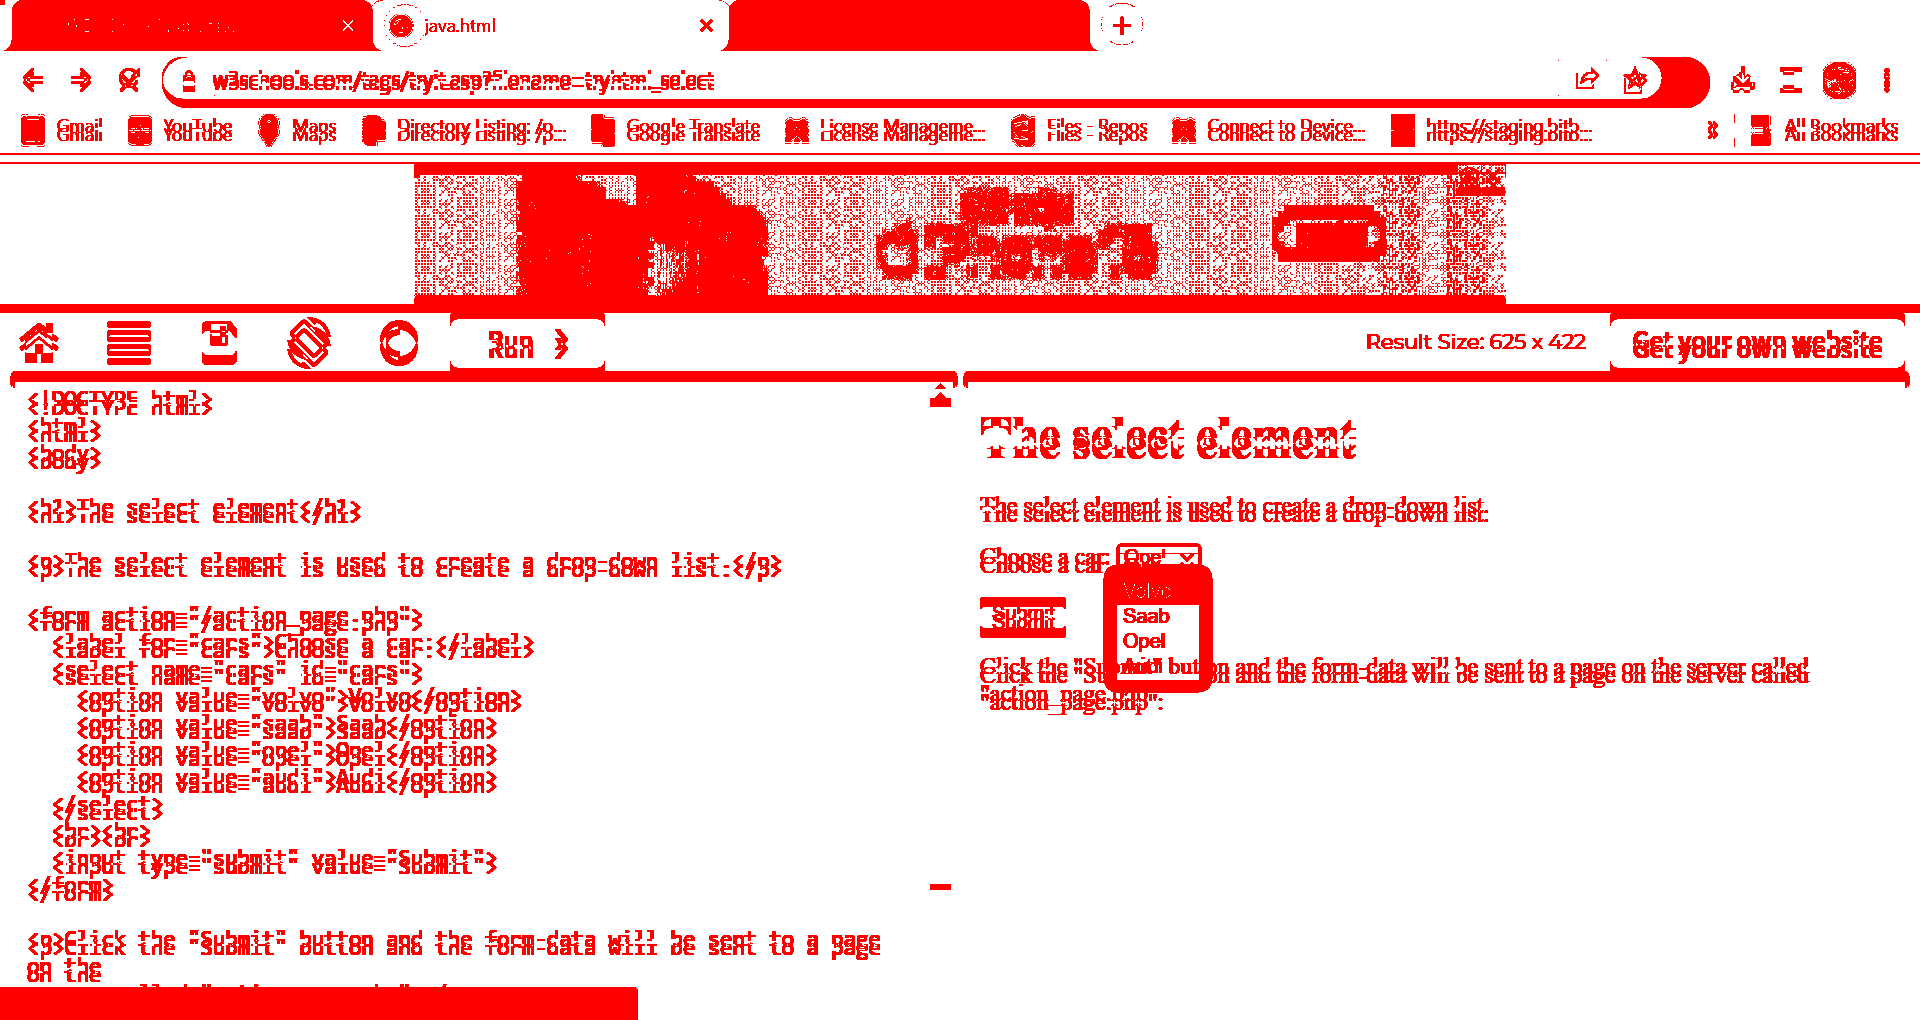 java.html
w3schools.com/tags/tryit.asp?filename=tryhtml_select
Gmail
YouTube
Maps
Directory Listing: /p...
Google Translate
License Manageme...
Files - Repos
Connect to Device...
https://staging.bitb...
All Bookmarks
Run
Result Size: 625 x 422
Get your own website
<!DOCTYPE html>
<html>
<body>
<h1>The select element</h1>
<p>The select element is used to create a drop-down list.</p>
<form action="/action_page.php">
<label for="cars">Choose a car:</label>
<select name="cars" id="cars">
<option value="volvo">Volvo</option>
<option value="saab">Saab</option>
<option value="opel">Opel</option>
<option value="audi">Audi</option>
</select>
<br><br>
<input type="submit" value="Submit">
</form>
<p>Click the "Submit" button and the form-data will be sent to a page
on the
The select element
The select element is used to create a drop-down list.
Choose a car: Opel
Volvo
Saab
Opel
Audi
Submit
Click the "Submit" button and the form-data will be sent to a page on the server called
"action_page.php".